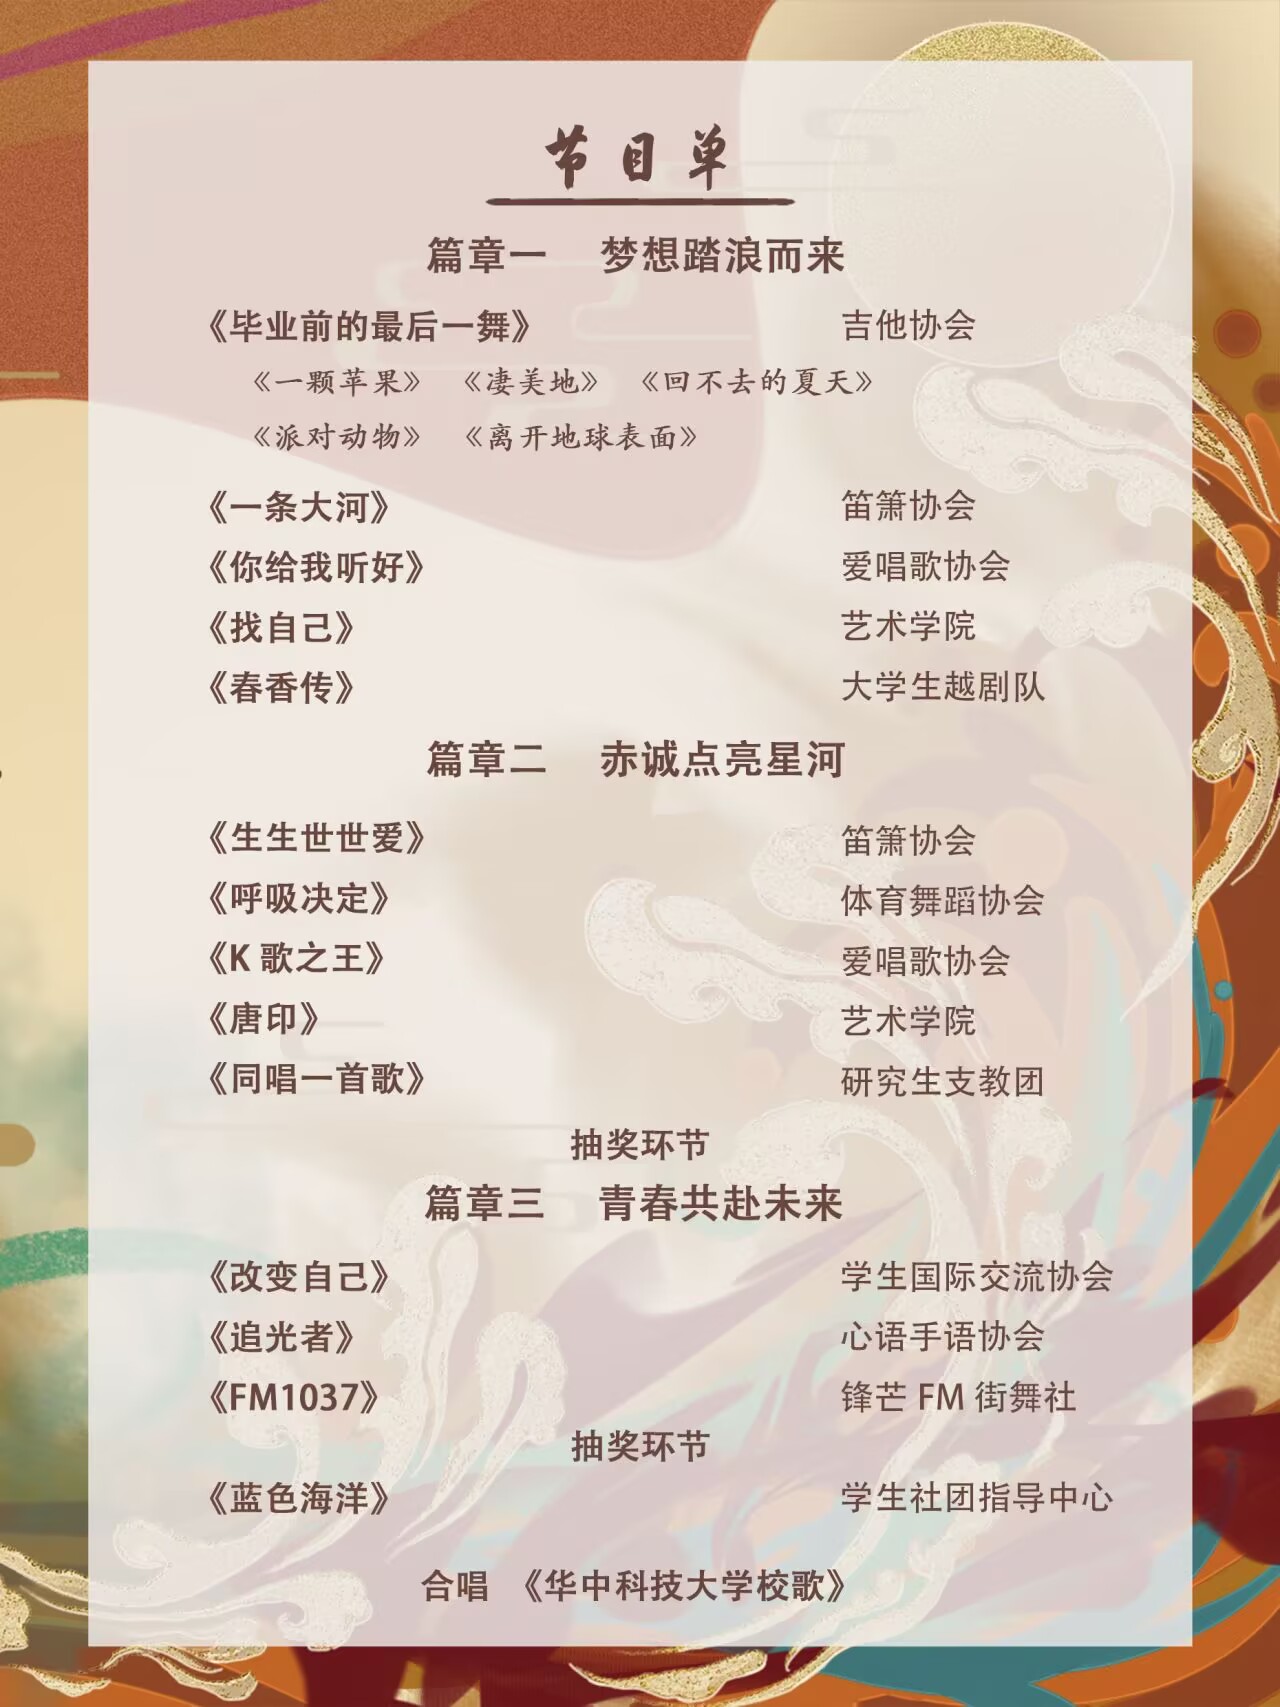 节目单
篇章一 梦想踏浪而来
《毕业前的最后一舞》 吉他协会
《一颗苹果》 《凄美地》 《回不去的夏天》
《派对动物》 《离开地球表面》
《一条大河》 笛箫协会
《你给我听好》 爱唱歌协会
《找自己》 艺术学院
《春香传》 大学生越剧队
篇章二 赤诚点亮星河
《生生世世爱》 笛箫协会
《呼吸决定》 体育舞蹈协会
《K 歌之王》 爱唱歌协会
《唐印》 艺术学院
《同唱一首歌》 研究生支教团
抽奖环节
篇章三 青春共赴未来
《改变自己》 学生国际交流协会
《追光者》 心语手语协会
《FM1037》 锋芒 FM 街舞社
抽奖环节
《蓝色海洋》 学生社团指导中心
合唱 《华中科技大学校歌》